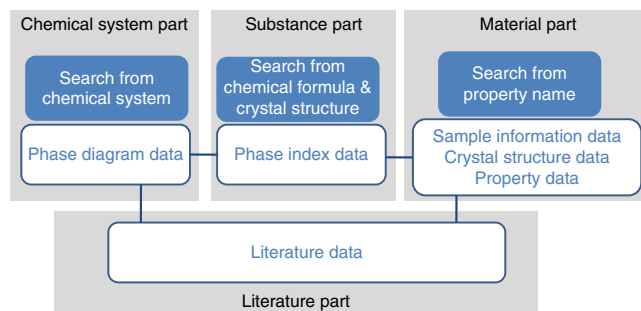 Chemical system part
Substance part
Material part
Search from
chemical system
Search from
chemical formula &
crystal structure
Search from
property name
Phase diagram data
Phase index data
Sample information data
Crystal structure data
Property data
Literature data
Literature part